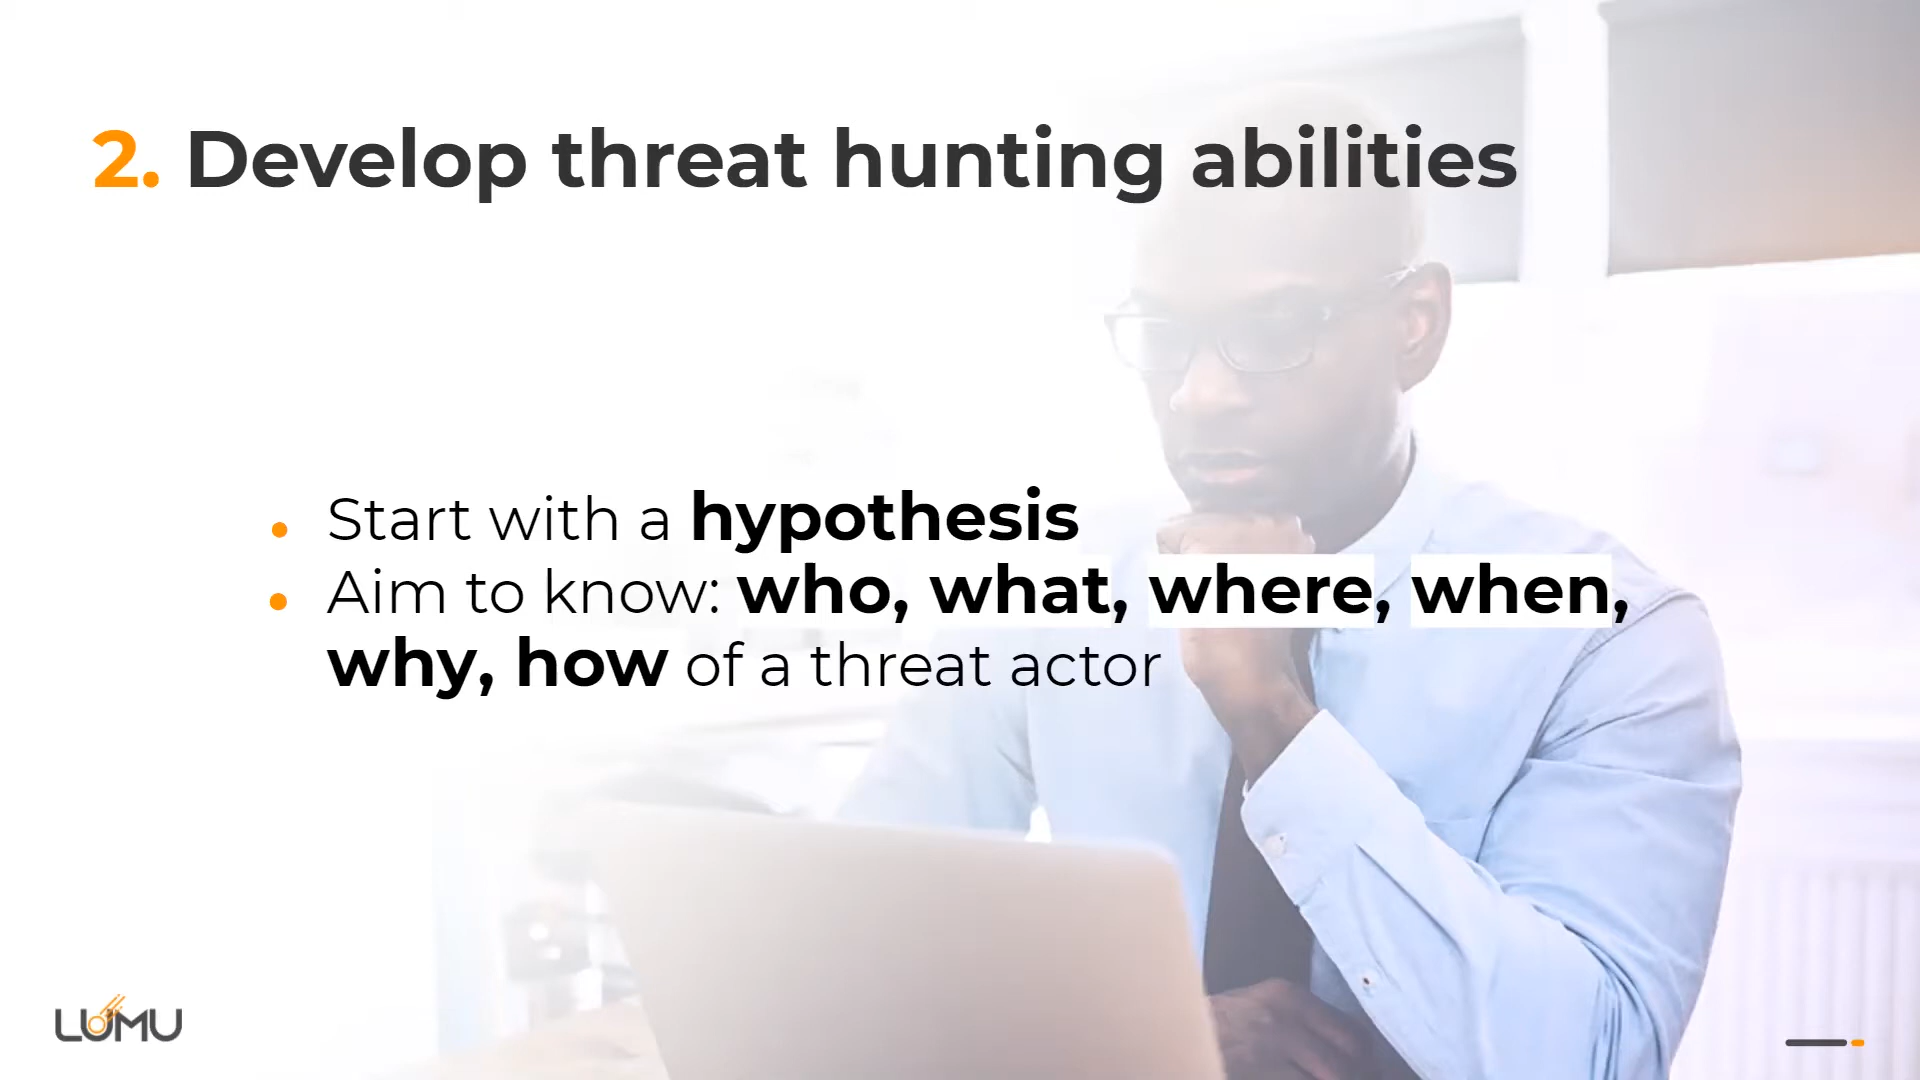 2. Develop threat hunting abilities
• Start with a hypothesis
• Aim to know: who, what, where, when,
why, how of a threat actor
LUMU